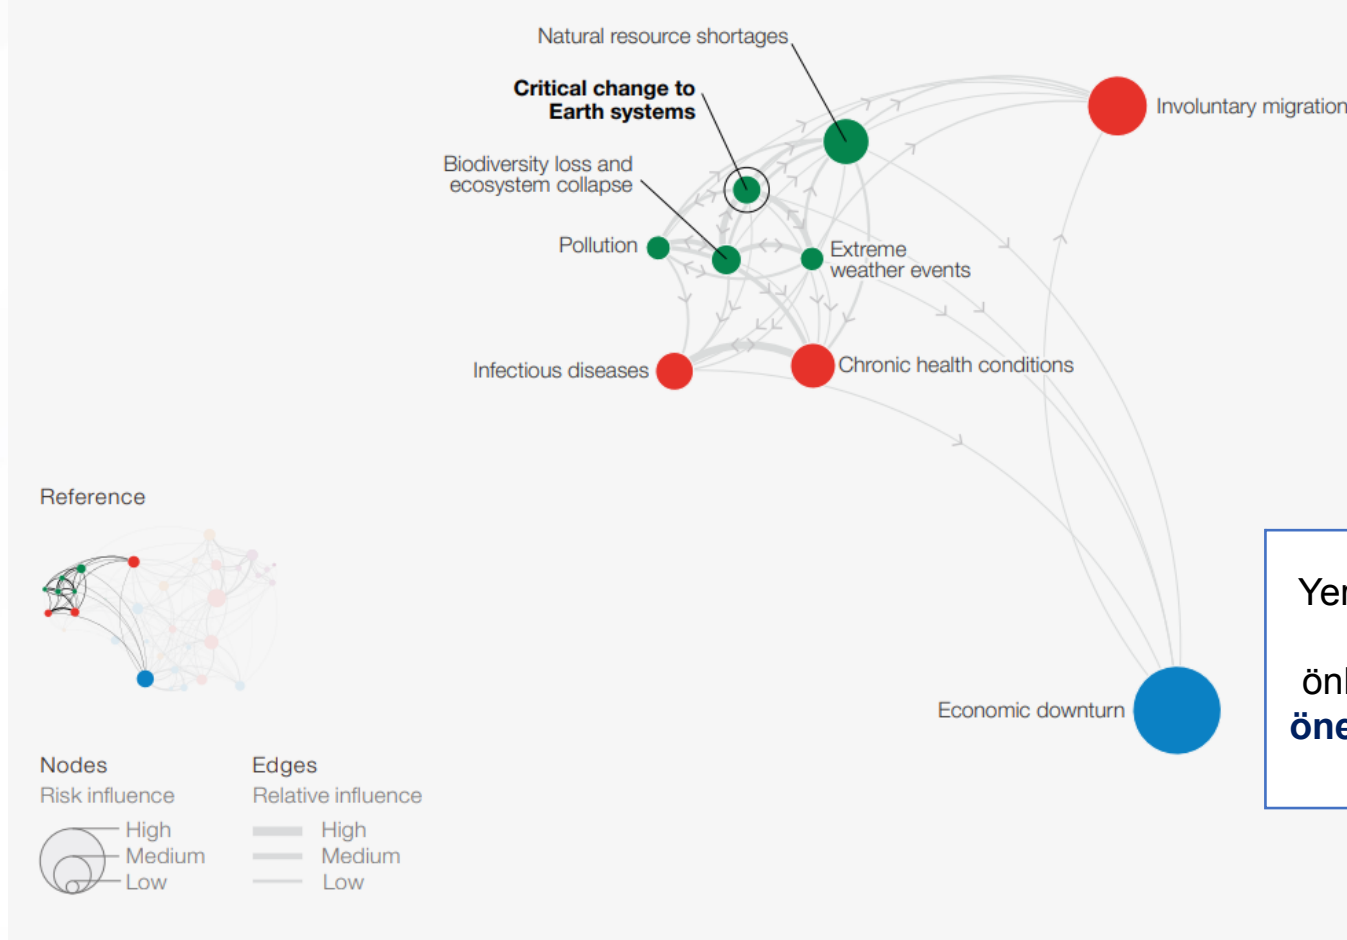 Natural resource shortages
Critical change to
Earth systems
Involuntary migration
Biodiversity loss and
ecosystem collapse
Pollution
Extreme
weather events
Infectious diseases
Chronic health conditions
Reference
Economic downturn
Nodes
Risk influence
High
Medium
Low
Edges
Relative influence
High
Medium
Low